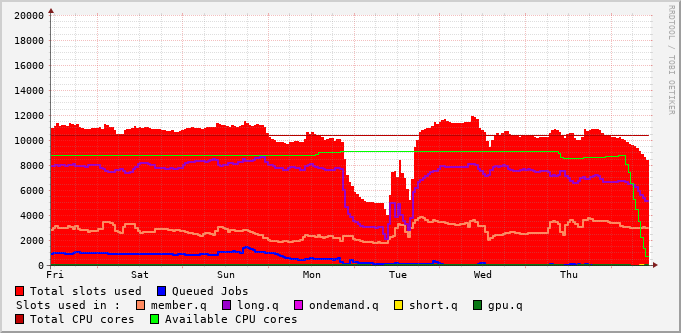 20000
18000
16000
14000
12000
10000
8000
6000
4000
2000
0
Fri Sat Sun Mon Tue Wed Thu
RRDTOOL / TOBI OETIKER
Total slots used Queued Jobs
Slots used in : member.q long.q ondemand.q short.q gpu.q
Total CPU cores Available CPU cores